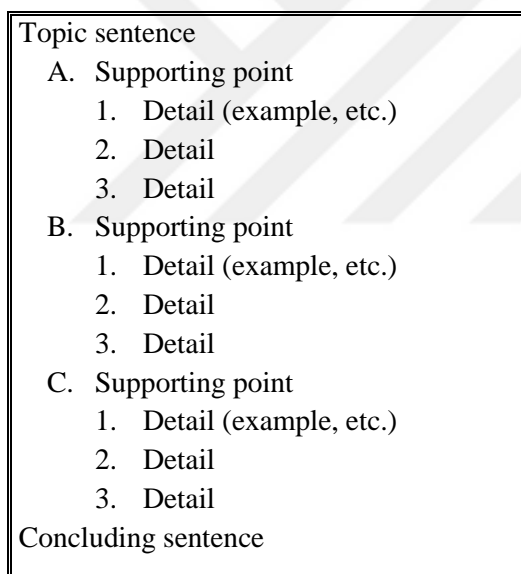 Topic sentence
A. Supporting point
1. Detail (example, etc.)
2. Detail
3. Detail
B. Supporting point
1. Detail (example, etc.)
2. Detail
3. Detail
C. Supporting point
1. Detail (example, etc.)
2. Detail
3. Detail
Concluding sentence